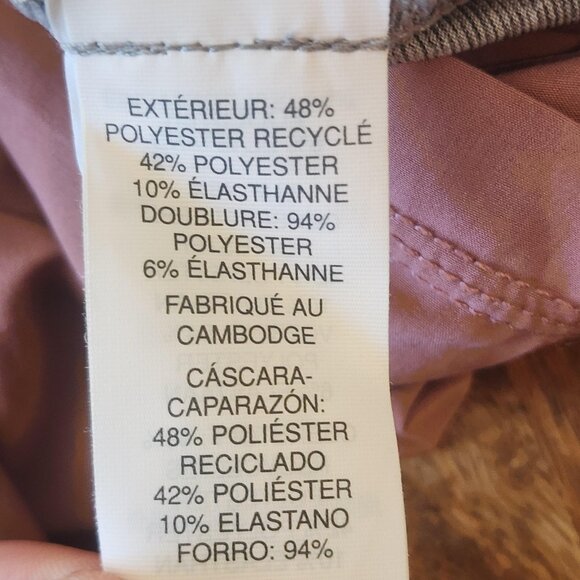 EXTÉRIEUR: 48%
POLYESTER RECYCLÉ
42% POLYESTER
10% ÉLASTHANNE
DOUBLURE: 94%
POLYESTER
6% ÉLASTHANNE
FABRIQUÉ AU
CAMBODGE
CÁSCARA-
CAPARAZÓN:
48% POLIÉSTER
RECICLADO
42% POLIÉSTER
10% ELASTANO
FORRO: 94%